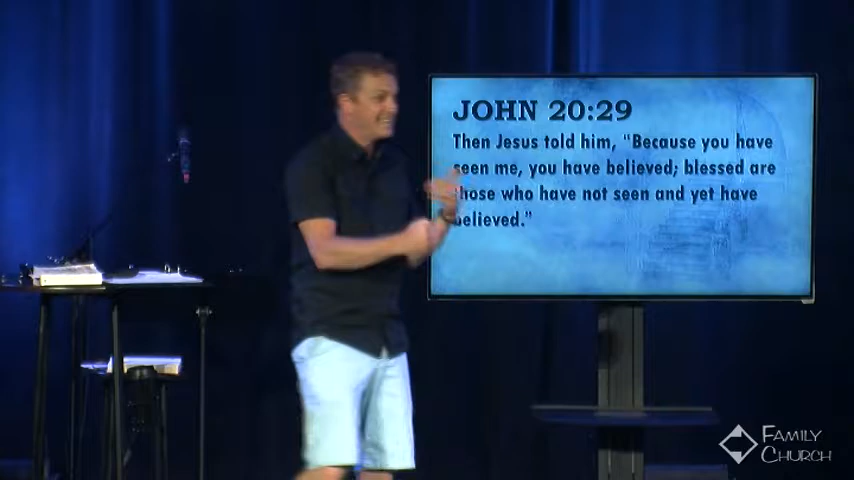 JOHN 20:29
Then Jesus told him, "Because you have
seen me, you have believed; blessed are
those who have not seen and yet have
believed."
FAMILY
CHURCH